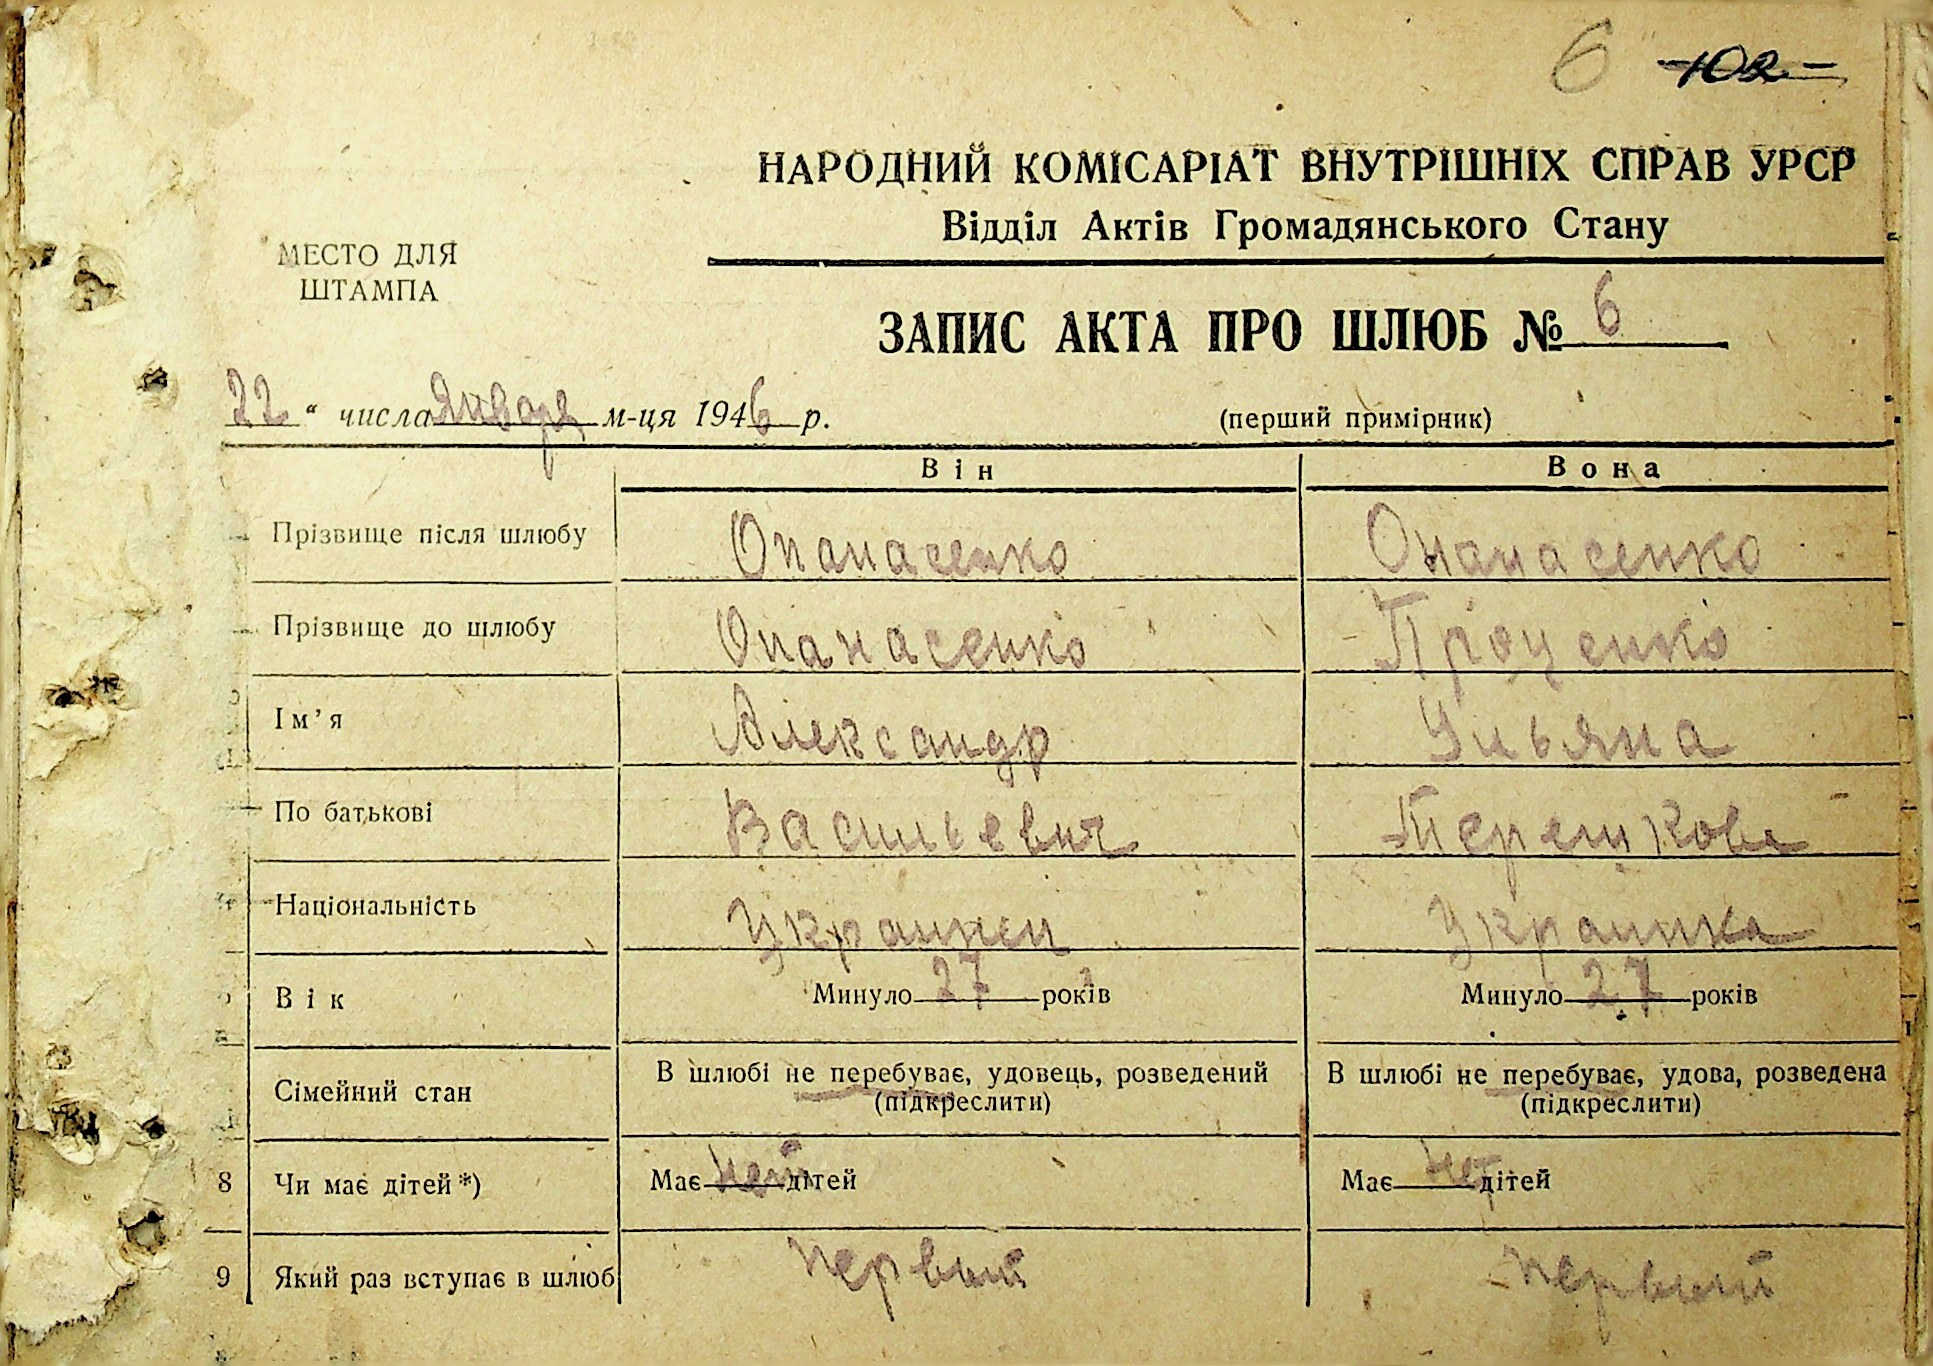 6 102
НАРОДНИЙ КОМІСАРІАТ ВНУТРІШНІХ СПРАВ УРСР
Відділ Актів Громадянського Стану
МЕСТО ДЛЯ
ШТАМПА
ЗАПИС АКТА ПРО ШЛЮБ № 6
22 " числа Января м-ця 1946 р.
(перший примірник)
Він Вона
Прізвище після шлюбу Опанасенко Опанасенко
Прізвище до шлюбу Опанасенко Проценко
Ім'я Александр Ульяна
По батькові Васильевич
Національність Украинец Украинка
Вік Минуло 27 років Минуло 27 років
Сімейний стан В шлюбі не перебуває, удовець, розведений В шлюбі не перебуває, удова, розведена
(підкреслити) (підкреслити)
8 Чи має дітей *) Має нет дітей Має нет дітей
9 Який раз вступає в шлюб первый первый